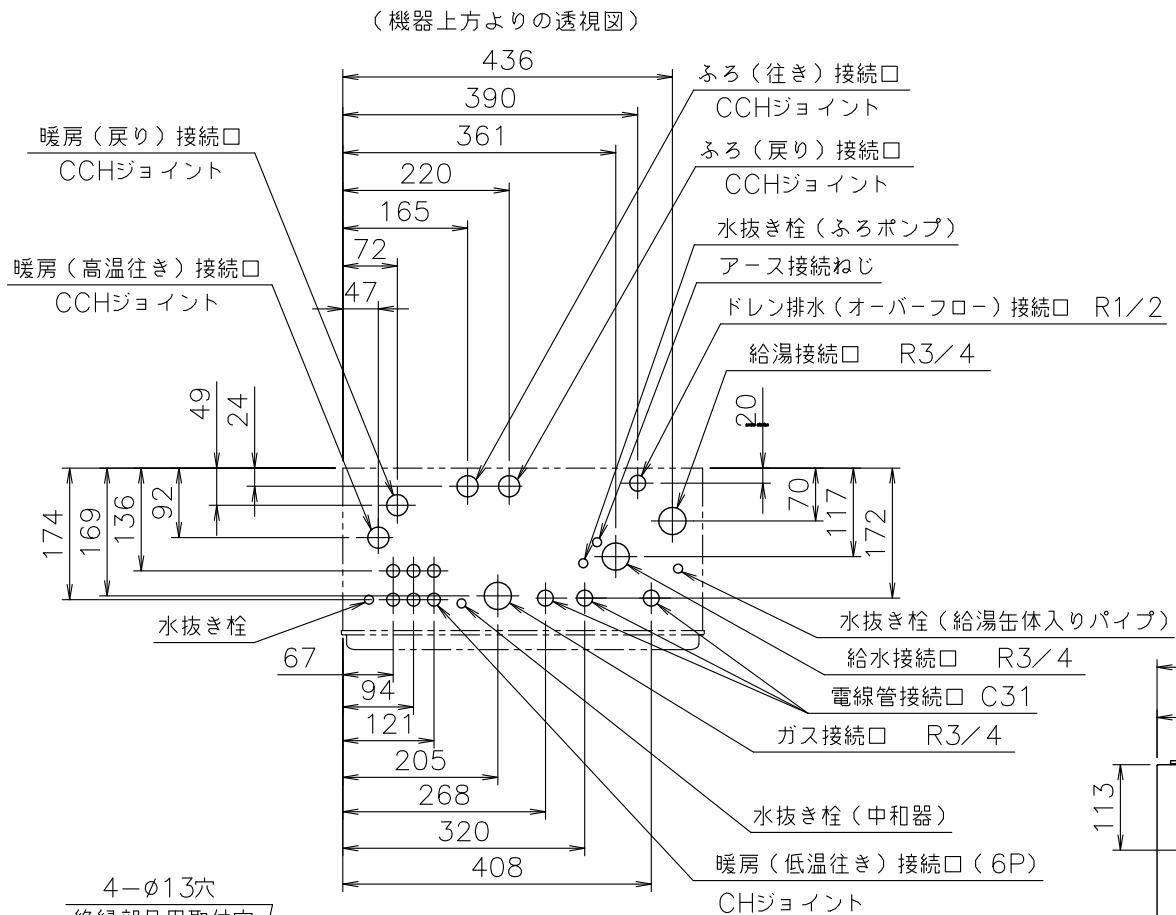 （機器上方よりの透視図）
436
ふろ（往き）接続口
CCHジョイント
390
暖房（戻り）接続口
CCHジョイント
361
ふろ（戻り）接続口
CCHジョイント
220
165
水抜き栓（ふろポンプ）
72
アース接続ねじ
暖房（高温往き）接続口
CCHジョイント
47
ドレン排水（オーバーフロー）接続口 R1/2
給湯接続口 R3/4
49
24
20
174
169
136
92
70
117
172
水抜き栓
水抜き栓（給湯缶体入りパイプ）
67
給水接続口 R3/4
94
電線管接続口 C31
121
ガス接続口 R3/4
205
113
268
水抜き栓（中和器）
320
暖房（低温往き）接続口（6P）
CHジョイント
408
4-φ13穴